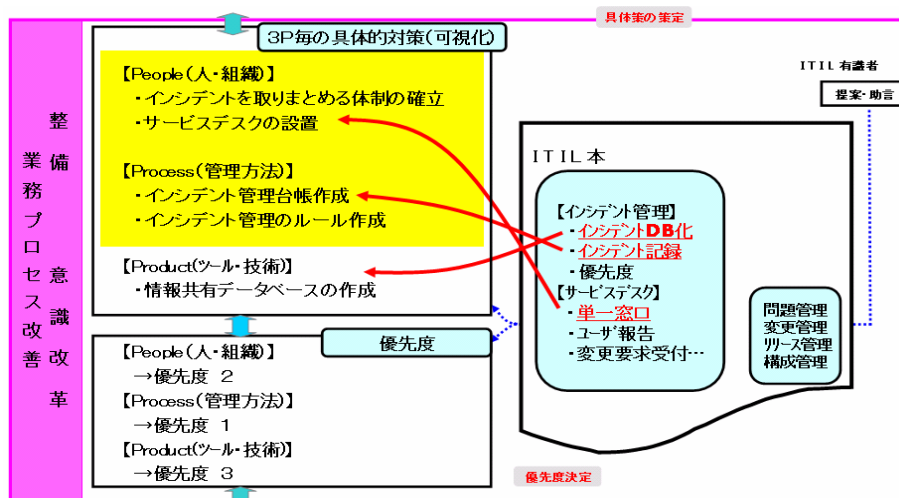 具体策の策定
3P毎の具体的対策(可視化)
【People(人・組織)】
・インシデントを取りまとめる体制の確立
・サービスデスクの設置
【Process(管理方法)】
・インシデント管理台帳作成
・インシデント管理のルール作成
【Product(ツール・技術)】
・情報共有データベースの作成
優先度
【People(人・組織)】
→優先度 2
【Process(管理方法)】
→優先度 1
【Product(ツール・技術)】
→優先度 3
整備 意識改革
業務プロセス改善
ITIL有識者
提案・助言
ITIL本
【インシデント管理】
・インシデントDB化
・インシデント記録
・優先度
【サービスデスク】
・単一窓口
・ユーザ報告
・変更要求受付…
問題管理
変更管理
リリース管理
構成管理
優先度決定